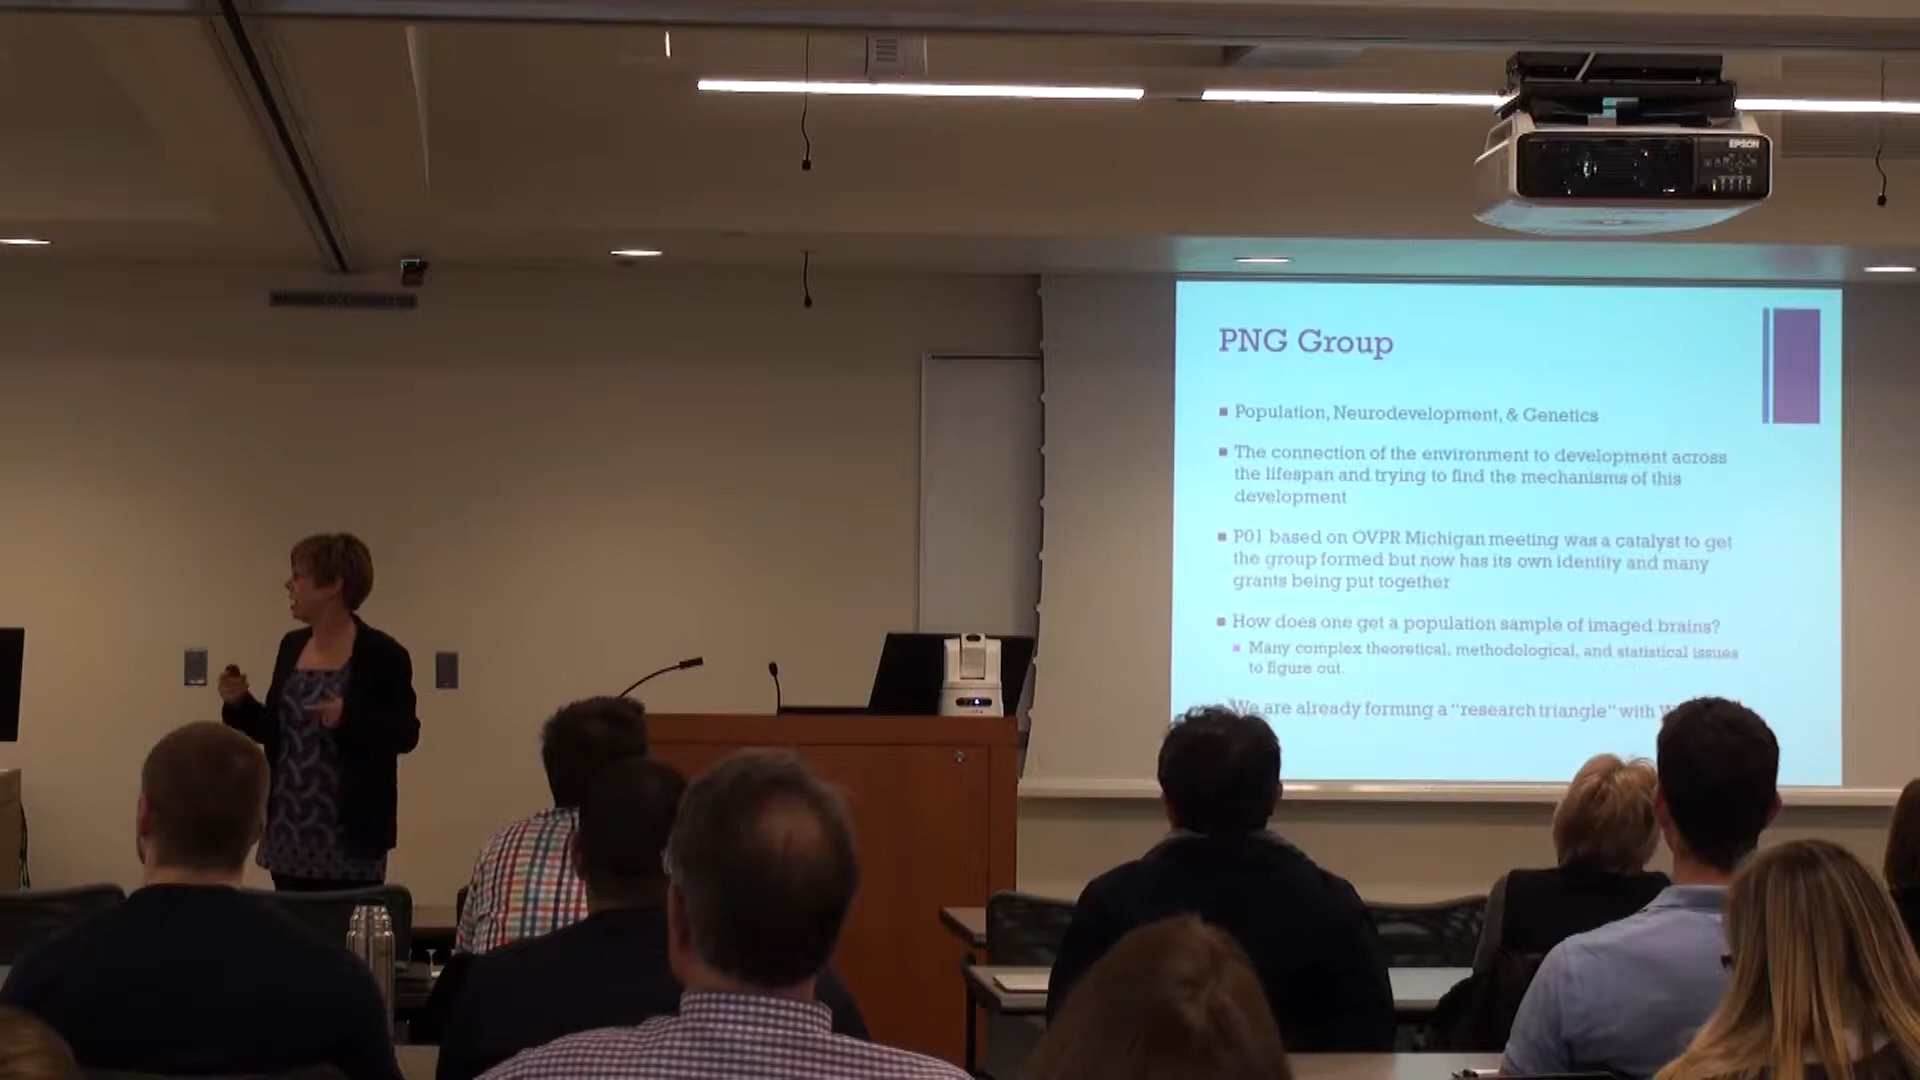 EPSON
PNG Group
Population, Neurodevelopment, & Genetics
The connection of the environment to development across
the lifespan and trying to find the mechanisms of this
development
P01 based on OVPR Michigan meeting was a catalyst to get
the group formed but now has its own identity and many
grants being put together
How does one get a population sample of imaged brains?
Many complex theoretical, methodological, and statistical issues
to figure out.
We are already forming a "research triangle" with